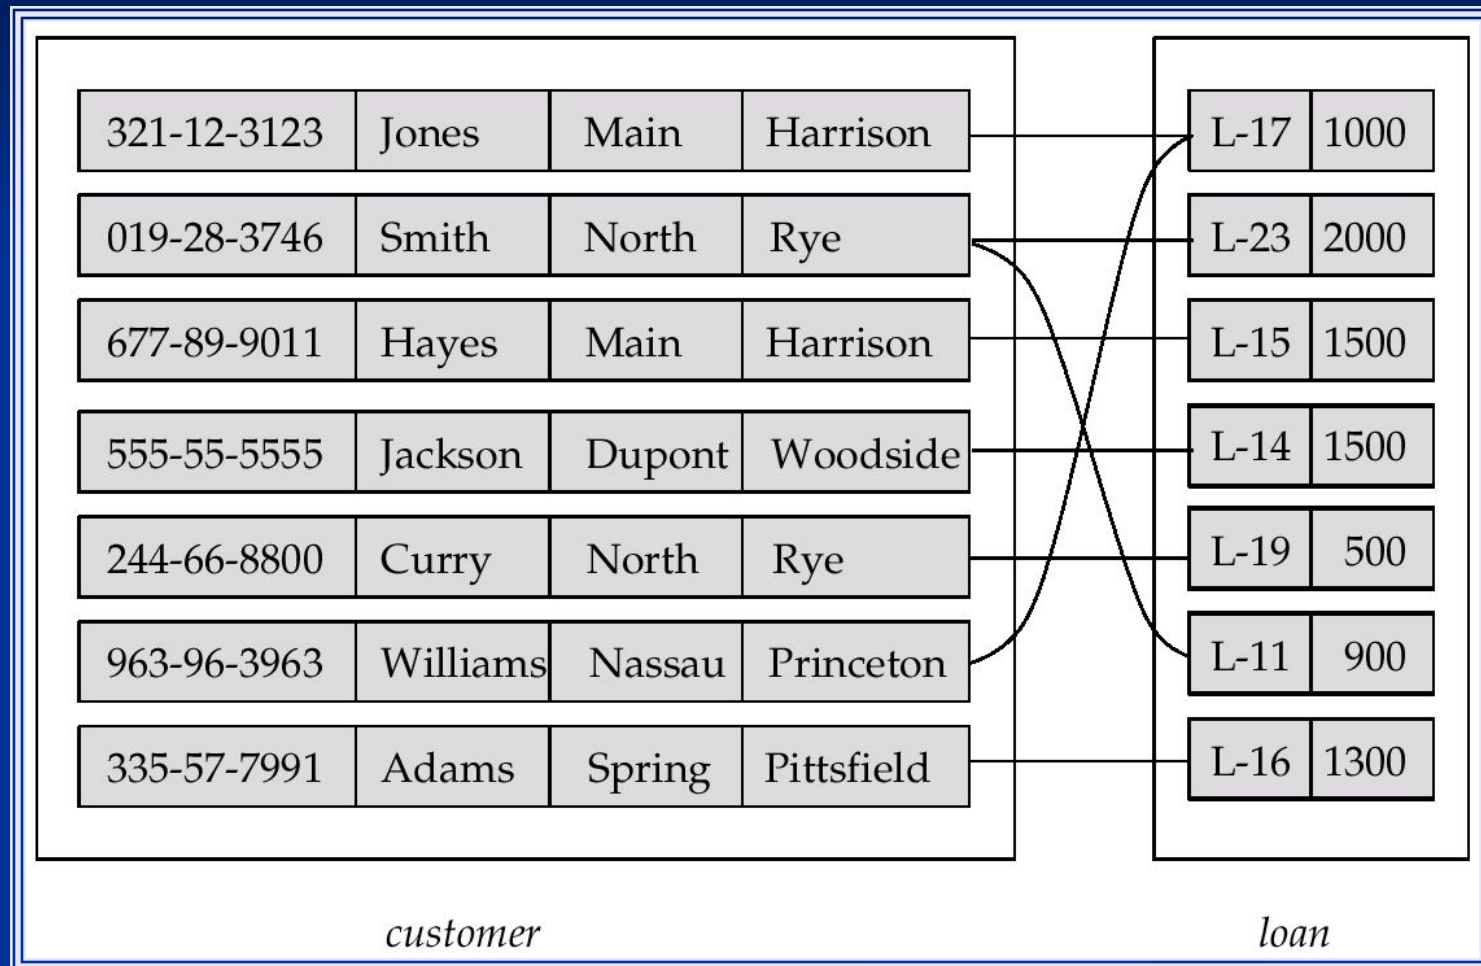 321-12-3123 Jones Main Harrison L-17 1000
019-28-3746 Smith North Rye L-23 2000
677-89-9011 Hayes Main Harrison L-15 1500
555-55-5555 Jackson Dupont Woodside L-14 1500
244-66-8800 Curry North Rye L-19 500
963-96-3963 Williams Nassau Princeton L-11 900
335-57-7991 Adams Spring Pittsfield L-16 1300
customer loan